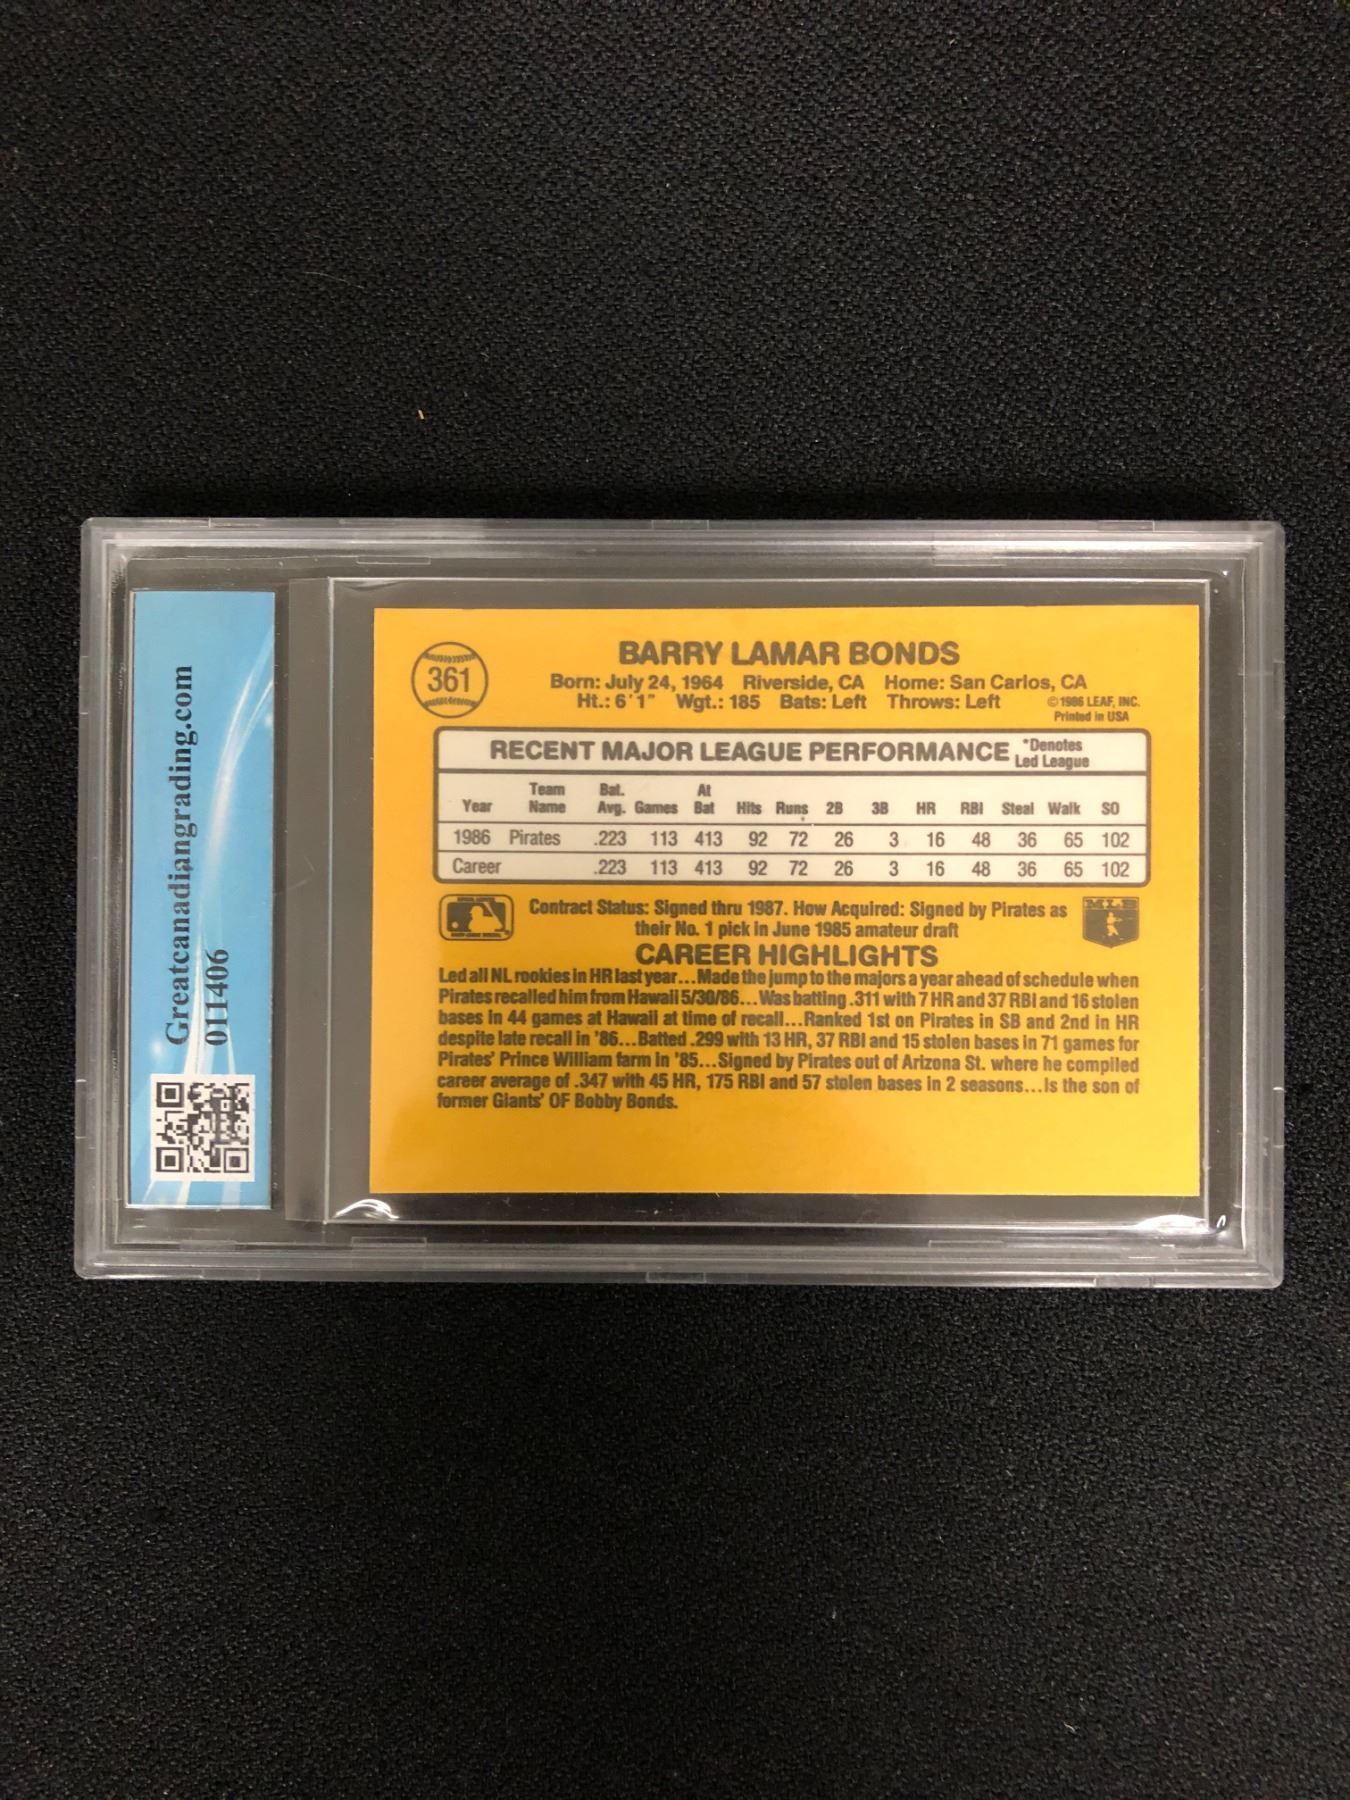 Greatcanadiangrading.com
011406
361
BARRY LAMAR BONDS
Born: July 24, 1964 Riverside, CA Home: San Carlos, CA
Ht.: 6'1" Wgt.: 185 Bats: Left Throws: Left
©1986 LEAF, INC.
Printed in USA
RECENT MAJOR LEAGUE PERFORMANCE *Denotes Led League
Year Team Name Bat. Avg. Games At Bat Hits Runs 2B 3B HR RBI Steal Walk SO
1986 Pirates .223 113 413 92 72 26 3 16 48 36 65 102
Career .223 113 413 92 72 26 3 16 48 36 65 102
Contract Status: Signed thru 1987. How Acquired: Signed by Pirates as
their No. 1 pick in June 1985 amateur draft
MLB
CAREER HIGHLIGHTS
Led all NL rookies in HR last year...Made the jump to the majors a year ahead of schedule when
Pirates recalled him from Hawaii 5/30/86...Was batting .311 with 7 HR and 37 RBI and 16 stolen
bases in 44 games at Hawaii at time of recall...Ranked 1st on Pirates in SB and 2nd in HR
despite late recall in '86...Batted .299 with 13 HR, 37 RBI and 15 stolen bases in 71 games for
Pirates' Prince William farm in '85...Signed by Pirates out of Arizona St. where he compiled
career average of .347 with 45 HR, 175 RBI and 57 stolen bases in 2 seasons...Is the son of
former Giants' OF Bobby Bonds.